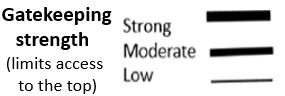 Gatekeeping
strength
(limits access
to the top)
Strong
Moderate
Low